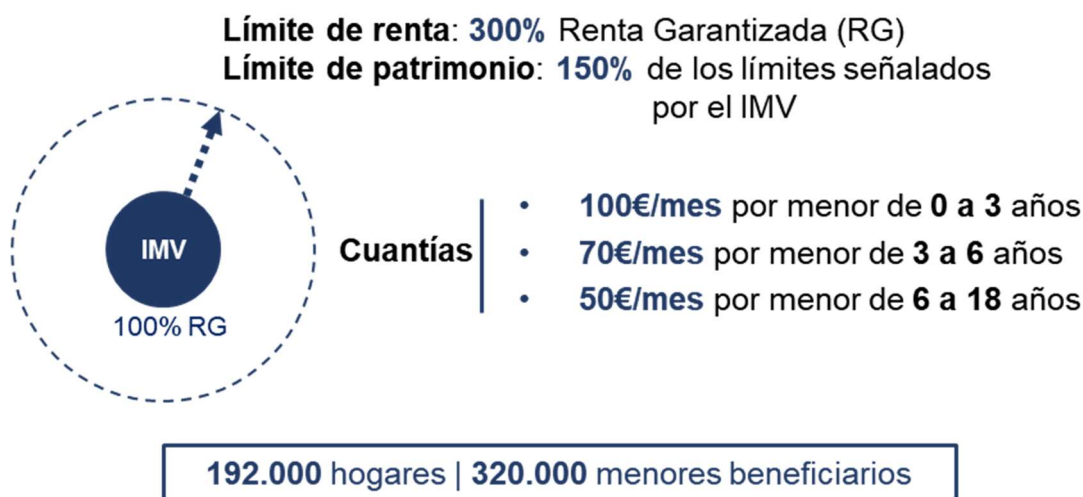 Límite de renta: 300% Renta Garantizada (RG)
Límite de patrimonio: 150% de los límites señalados
por el IMV
IMV
100% RG
Cuantías
• 100€/mes por menor de 0 a 3 años
• 70€/mes por menor de 3 a 6 años
• 50€/mes por menor de 6 a 18 años
192.000 hogares | 320.000 menores beneficiarios